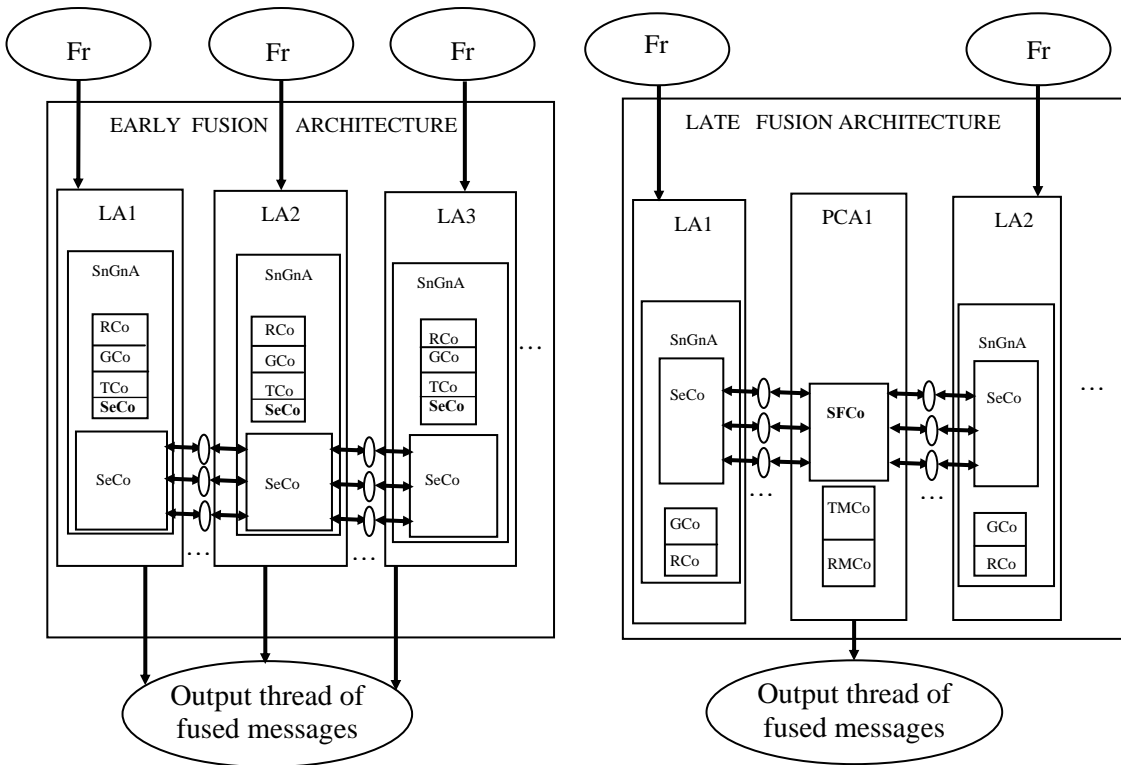 Fr
Fr
Fr
EARLY FUSION ARCHITECTURE
LA1
LA2
LA3
SnGnA
SnGnA
SnGnA
RCo
GCo
TCo
SeCo
RCo
GCo
TCo
SeCo
RCo
GCo
TCo
SeCo
...
SeCo
SeCo
SeCo
...
...
Output thread of
fused messages
Fr
Fr
LATE FUSION ARCHITECTURE
LA1
PCA1
LA2
SnGnA
SnGnA
SeCo
SFCo
SeCo
...
...
...
GCo
RCo
TMCo
RMCo
GCo
RCo
Output thread of
fused messages